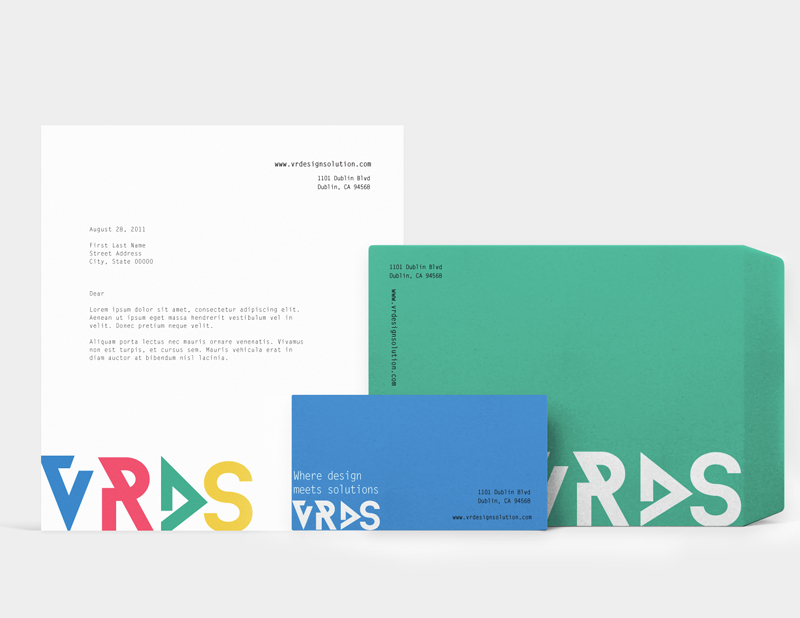 www.vrdesignsolution.com
1101 Dublin Blvd
Dublin, CA 94568
August 28, 2011
First Last Name
Street Address
City, State 00000
Dear
Lorem ipsum dolor sit amet, consectetur adipiscing elit.
Aenean ut ipsum eget massa hendrerit vestibulum vel in
velit. Donec pretium neque velit.
Aliquam porta lectus nec mauris ornare venenatis. Vivamus
non est turpis, et cursus sem. Mauris vehicula erat in
diam auctor at bibendum nisl lacinia.
VRDS
1101 Dublin Blvd
Dublin, CA 94568
www.vrdesignsolution.com
VRDS
Where design
meets solutions
VRDS
1101 Dublin Blvd
Dublin, CA 94568
www.vrdesignsolution.com